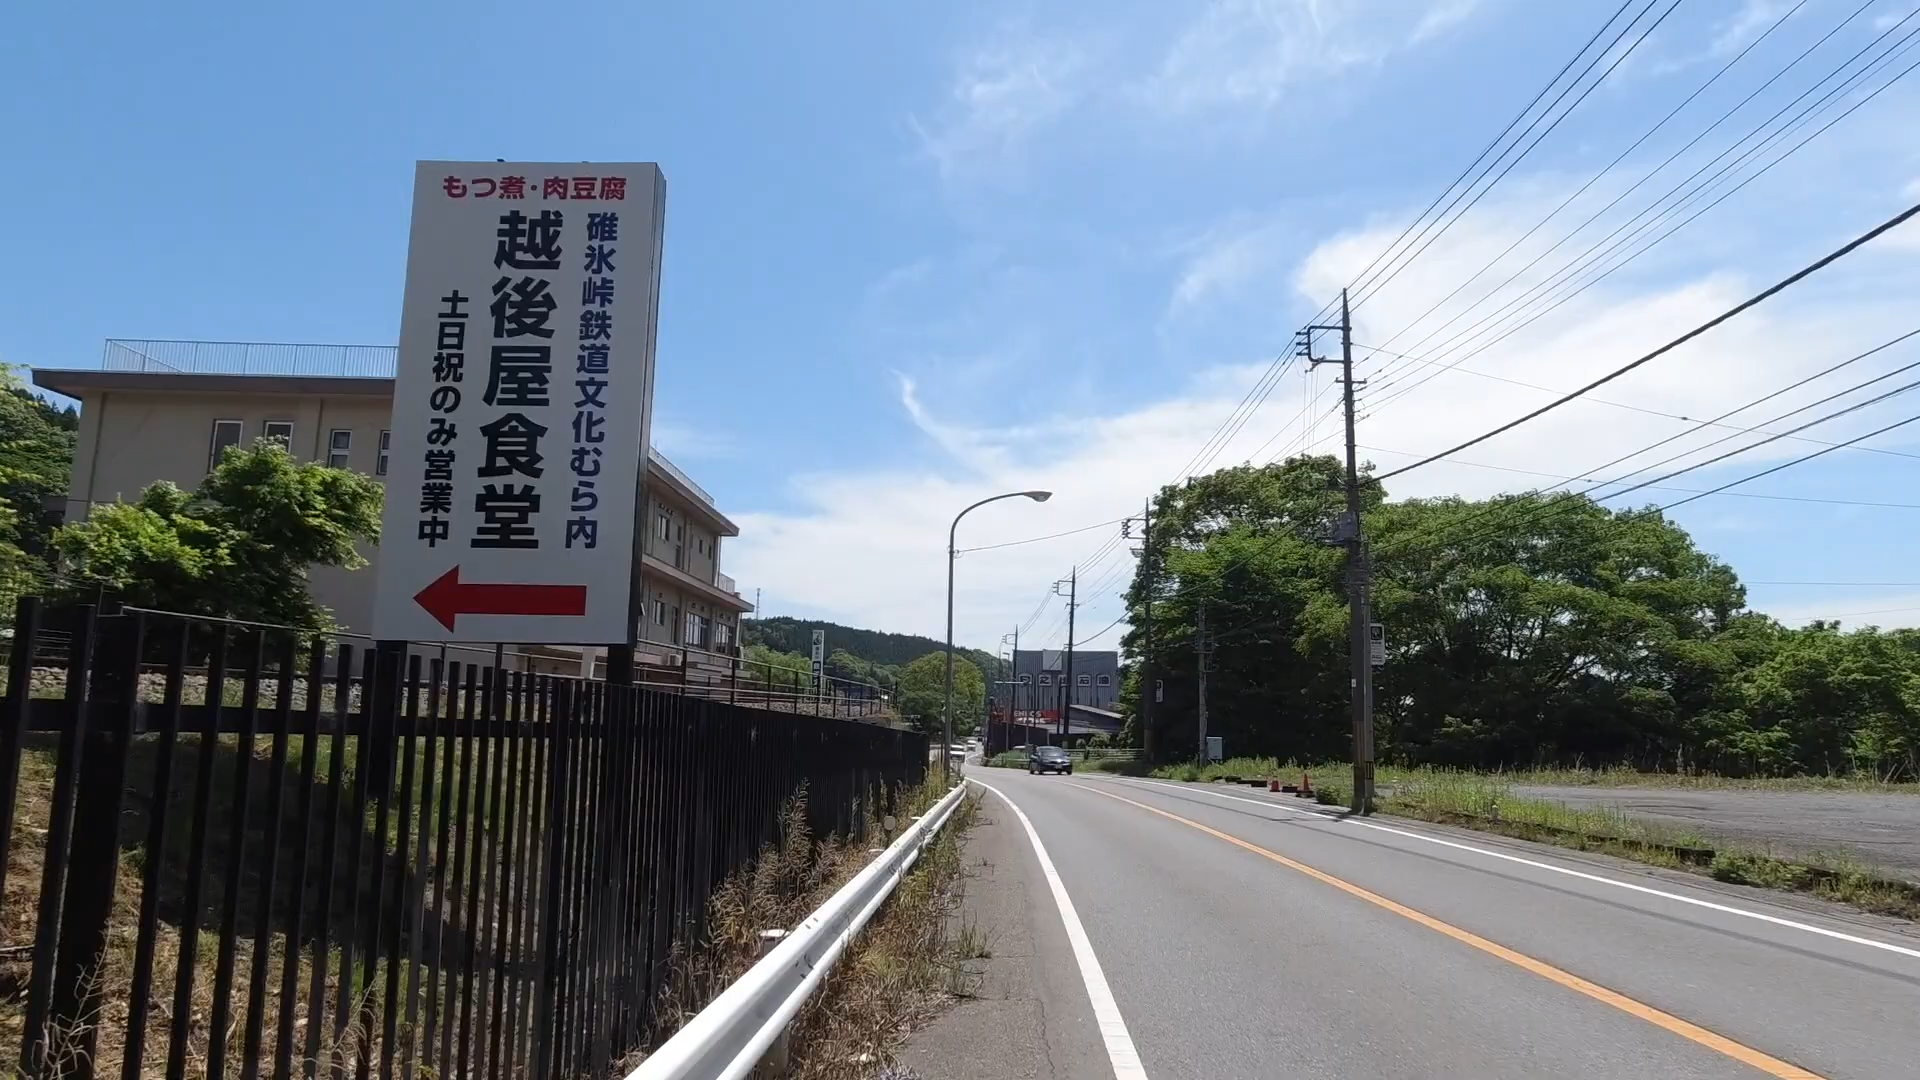 もつ煮・肉豆腐
碓氷峠鉄道文化むら内
越後屋食堂
土日祝のみ営業中